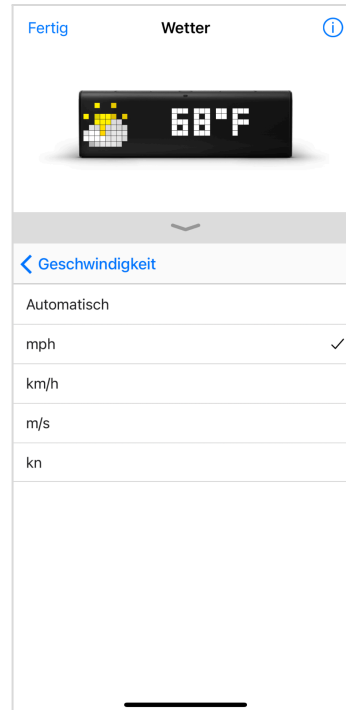 Fertig Wetter
68°F
Geschwindigkeit
Automatisch
mph
km/h
m/s
kn